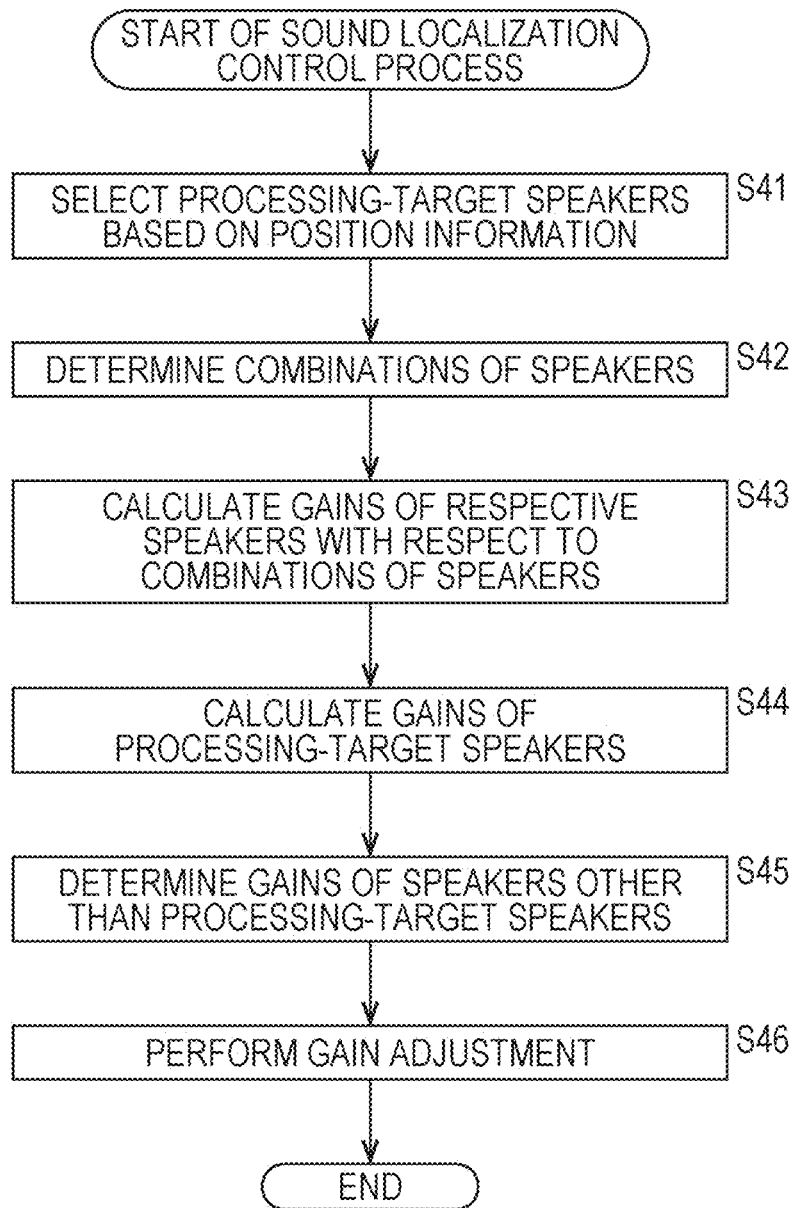 START OF SOUND LOCALIZATION
CONTROL PROCESS
SELECT PROCESSING-TARGET SPEAKERS
BASED ON POSITION INFORMATION
S41
DETERMINE COMBINATIONS OF SPEAKERS
S42
CALCULATE GAINS OF RESPECTIVE
SPEAKERS WITH RESPECT TO
COMBINATIONS OF SPEAKERS
S43
CALCULATE GAINS OF
PROCESSING-TARGET SPEAKERS
S44
DETERMINE GAINS OF SPEAKERS OTHER
THAN PROCESSING-TARGET SPEAKERS
S45
PERFORM GAIN ADJUSTMENT
S46
END